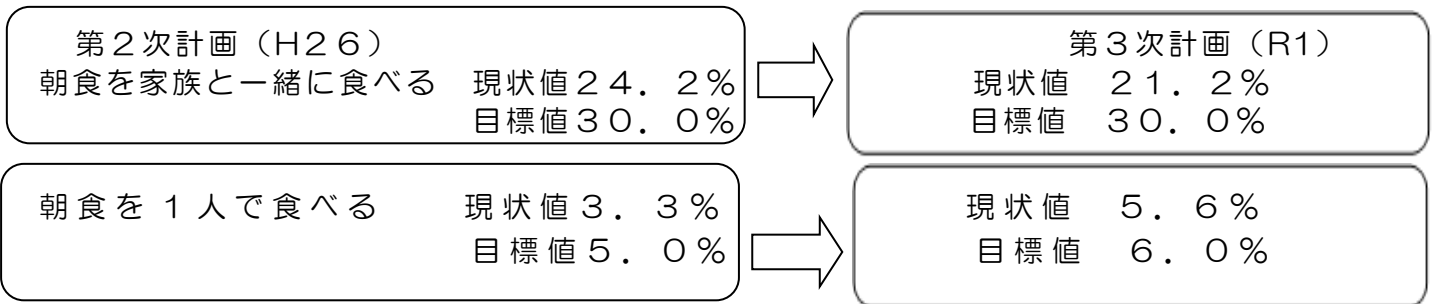 第２次計画（H２６）
朝食を家族と一緒に食べる　現状値２４．２％
目標値３０．０％
第３次計画（R1）
現状値　２１．２％
目標値　３０．０％
朝食を１人で食べる　現状値３．３％
目標値５．０％
現状値　５．６％
目標値　６．０％